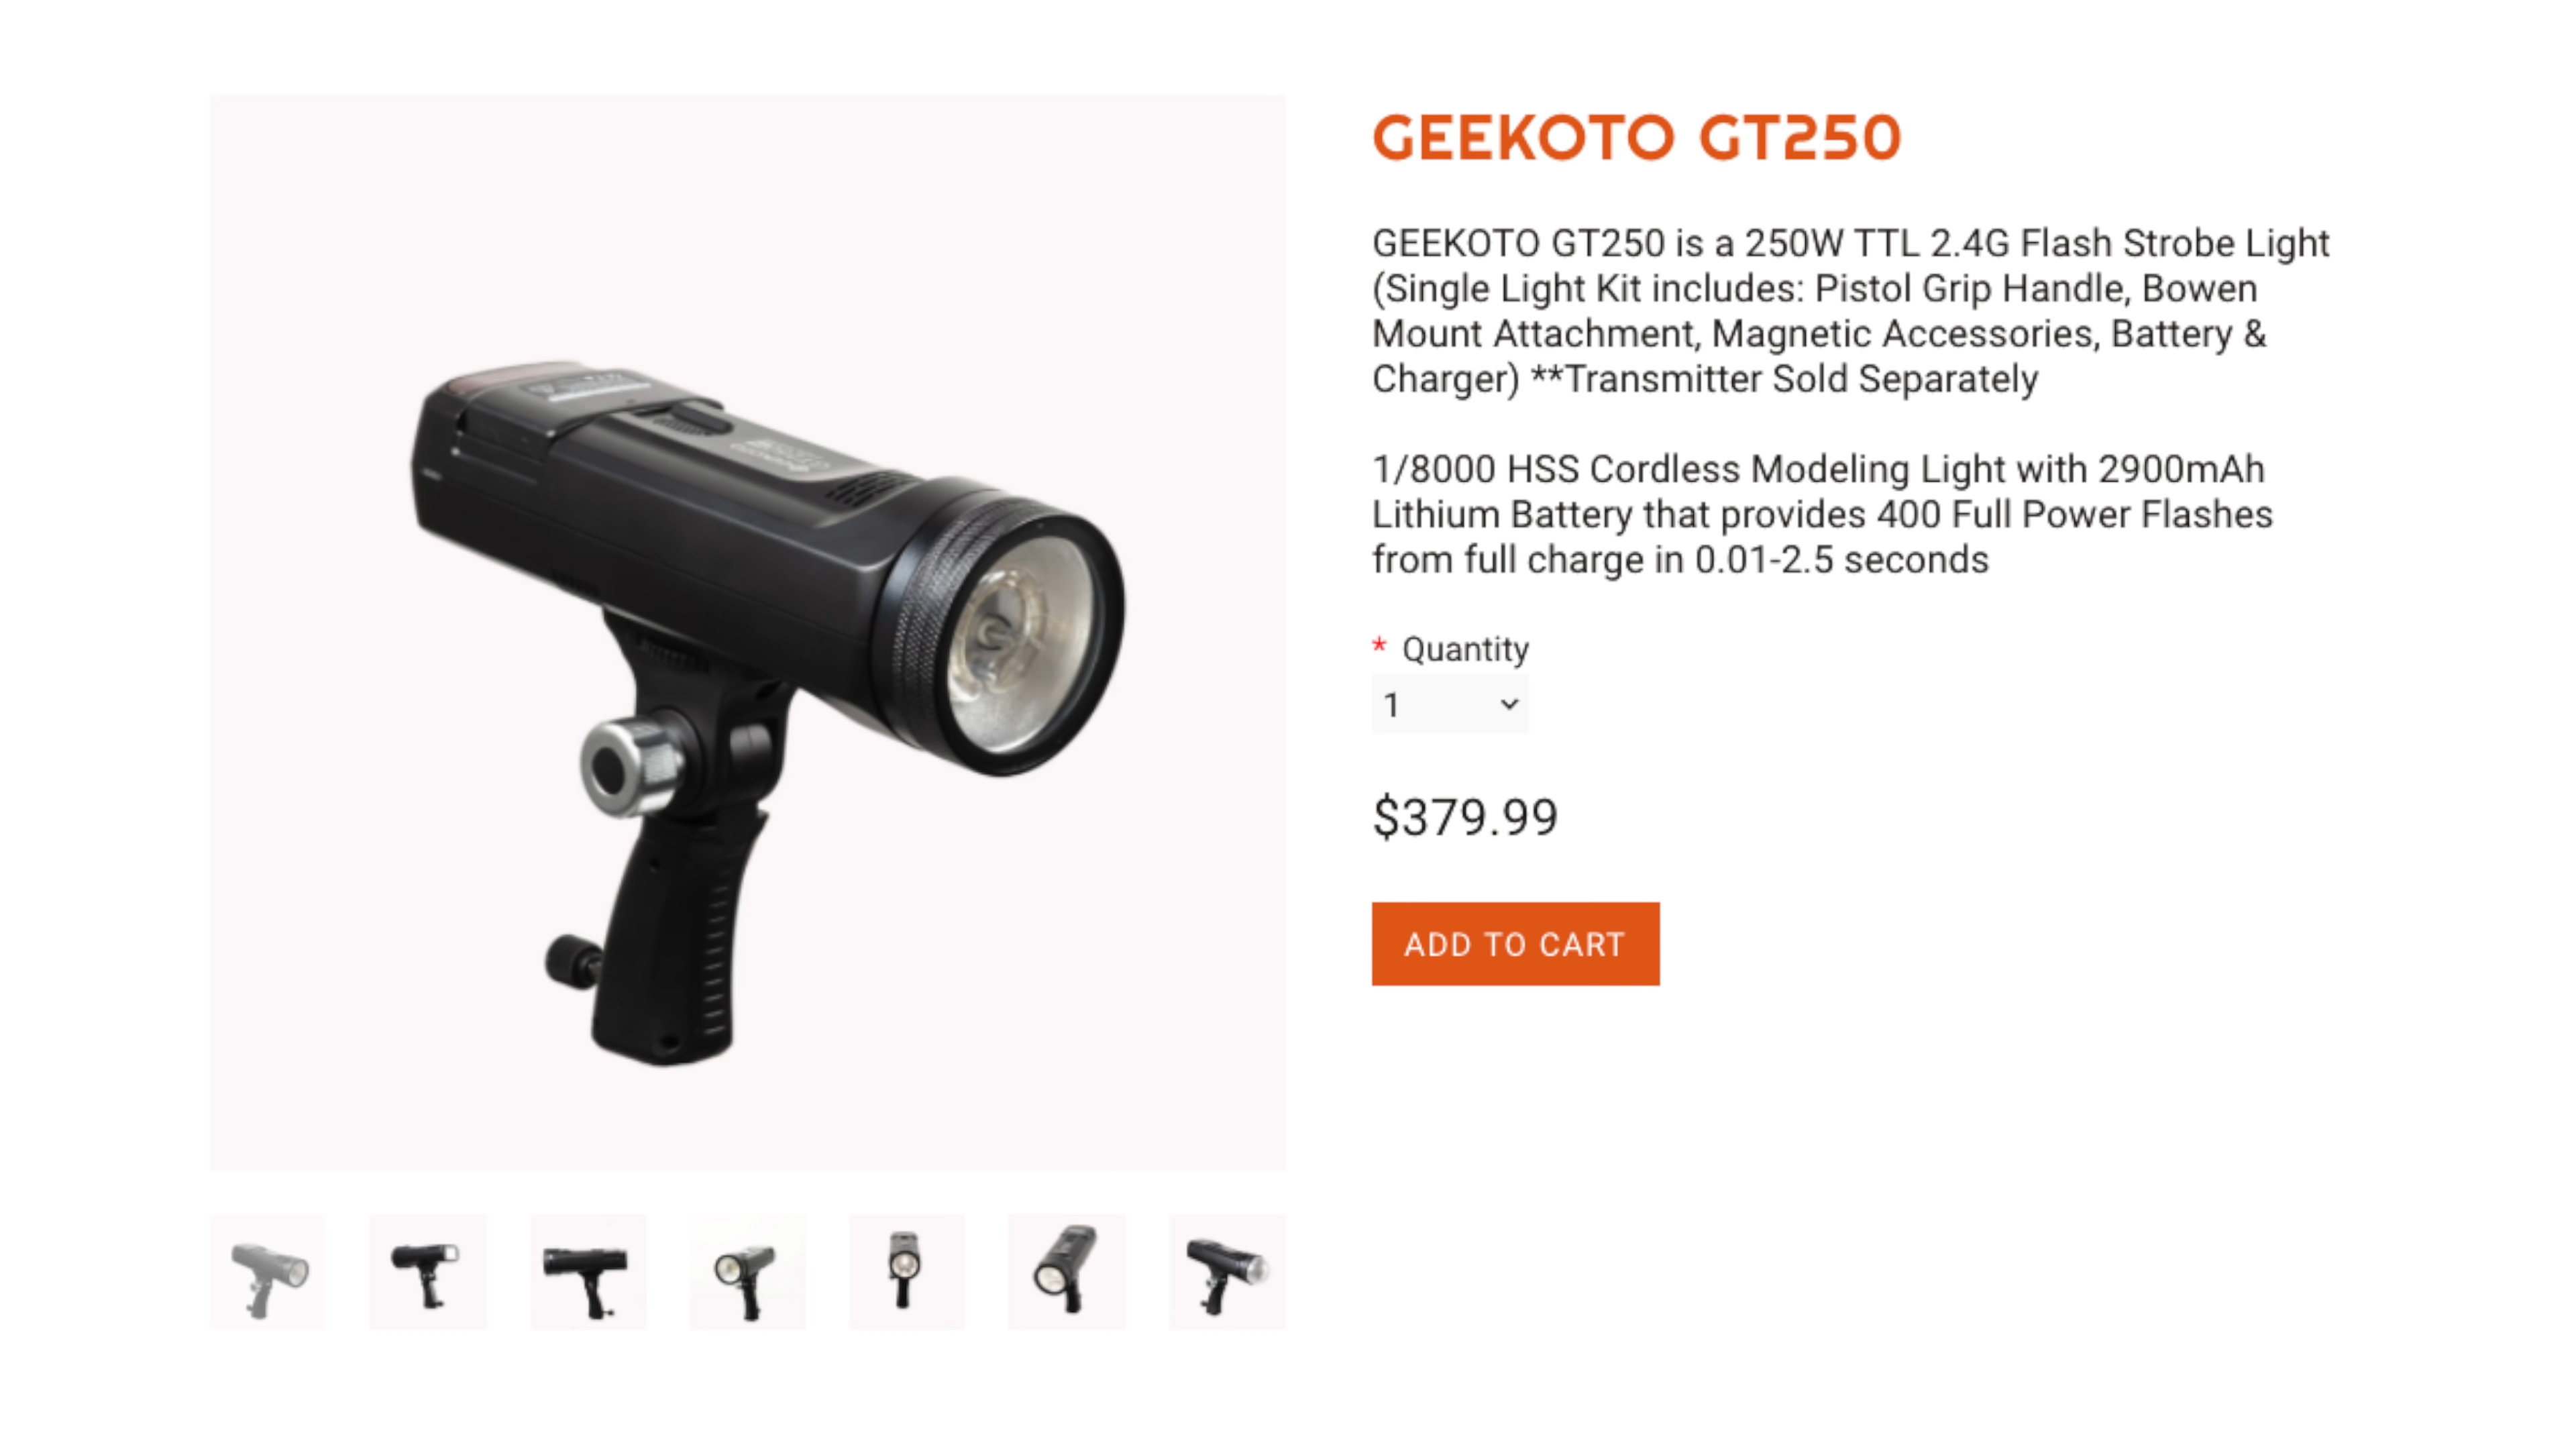 GEEKOTO GT250
GEEKOTO GT250 is a 250W TTL 2.4G Flash Strobe Light
(Single Light Kit includes: Pistol Grip Handle, Bowen
Mount Attachment, Magnetic Accessories, Battery &
Charger) **Transmitter Sold Separately
1/8000 HSS Cordless Modeling Light with 2900mAh
Lithium Battery that provides 400 Full Power Flashes
from full charge in 0.01-2.5 seconds
* Quantity
1
$379.99
ADD TO CART